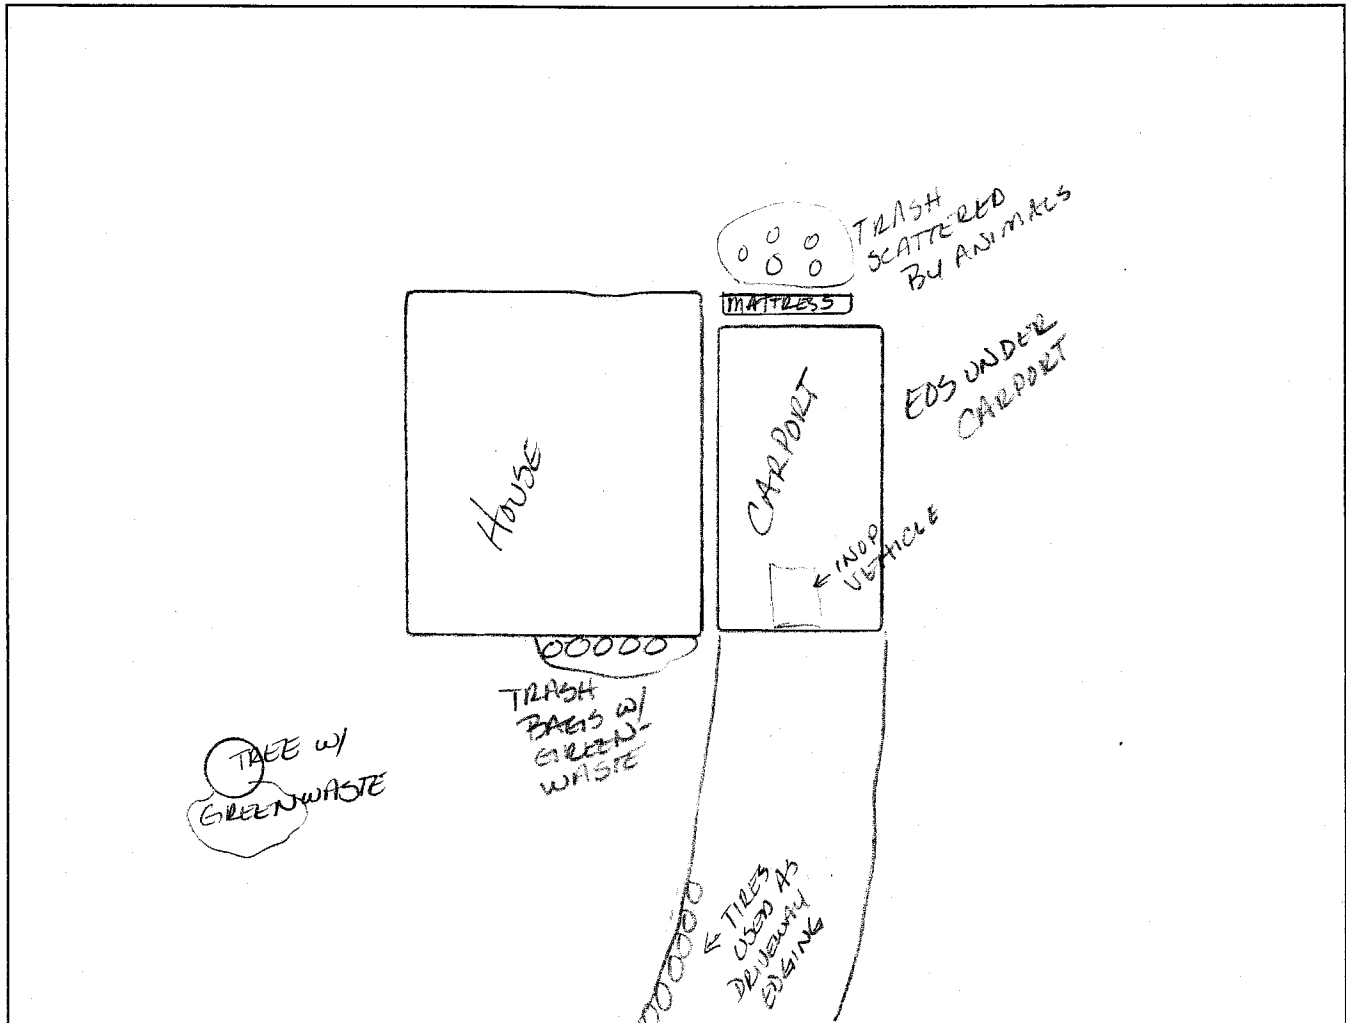 TRASH
SCATTERED
BY ANIMALS
MATTRESS
EOS UNDER
CARPORT
CARPORT
HOUSE
INOP
VEHICLE
TRASH
BAGS W/
GREEN-
WASTE
TREE W/
GREENWASTE
TIRES
USED AS
DRIVEWAY
EDGING